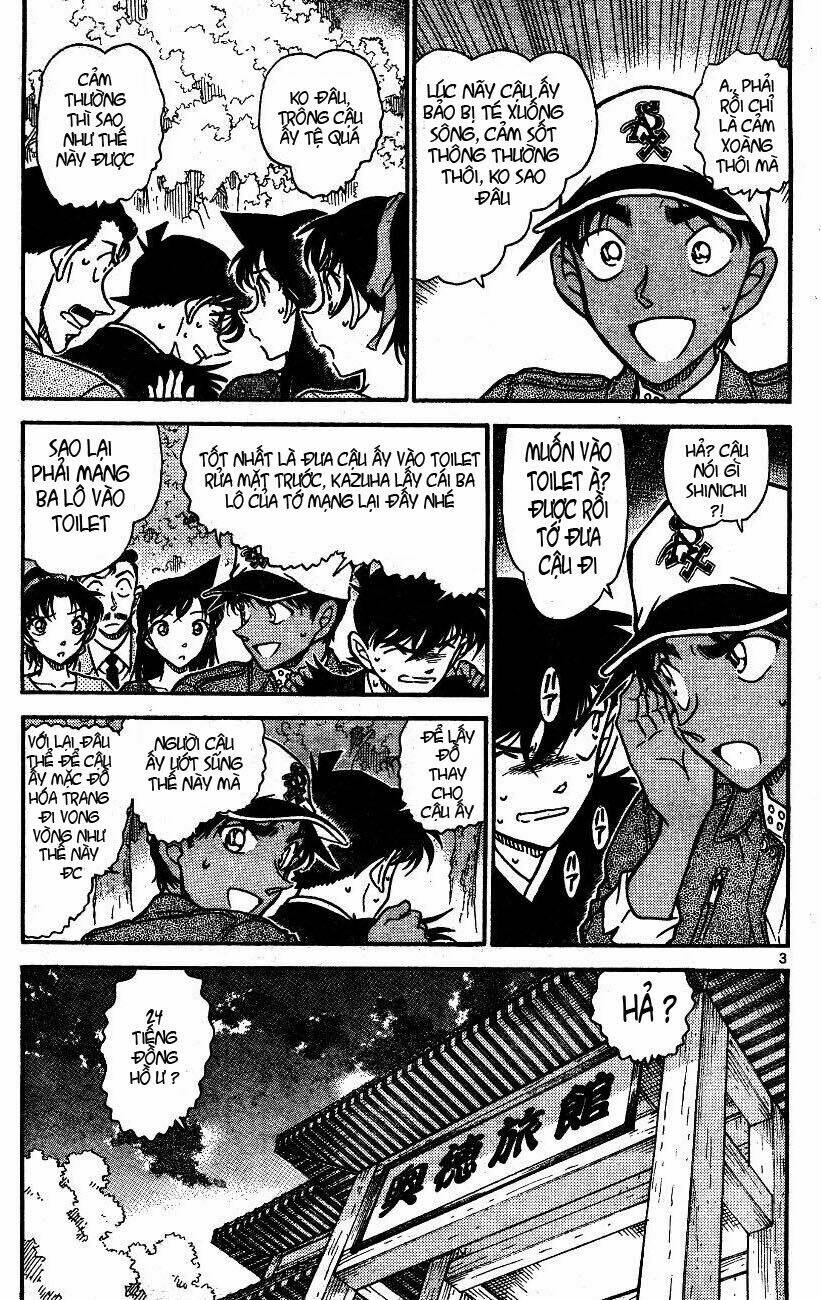 A, PHẢI
RỒI CHỈ
LÀ CẢM
XOÀNG
THÔI MÀ
LÚC NÃY CẬU ẤY
BẢO BỊ TÉ XUỐNG
SÔNG, CẢM SỐT
THÔNG THƯỜNG
THÔI, KO SAO
ĐÂU
KO ĐÂU,
TRÔNG CẬU
ẤY TỆ QUÁ
CẢM
THƯỜNG
THÌ SAO
NHƯ THẾ
NÀY ĐƯỢC
HẢ? CẬU
NÓI GÌ
SHINICHI
?!
MUỐN VÀO
TOILET À?
ĐƯỢC RỒI
TỚ ĐƯA
CẬU ĐI
ハア
ハア
TỐT NHẤT LÀ ĐƯA CẬU ẤY VÀO TOILET
RỬA MẶT TRƯỚC, KAZUHA LẤY CÁI BA
LÔ CỦA TỚ MANG LẠI ĐÂY NHÉ
SAO LẠI
PHẢI MANG
BA LÔ VÀO
TOILET
ĐỂ LẤY
ĐỒ
THAY
CHO
CẬU ẤY
NGƯỜI CẬU
ẤY ƯỚT SŨNG
THẾ NÀY MÀ
VỚI LẠI ĐÂU
THỂ ĐỂ CẬU
ẤY MẶC ĐỒ
HÓA TRANG
ĐI VONG
VÒNG NHƯ
THẾ NÀY
ĐC
3
HẢ?
24
TIẾNG
ĐỒNG
HỒ Ư?
奥穂旅館